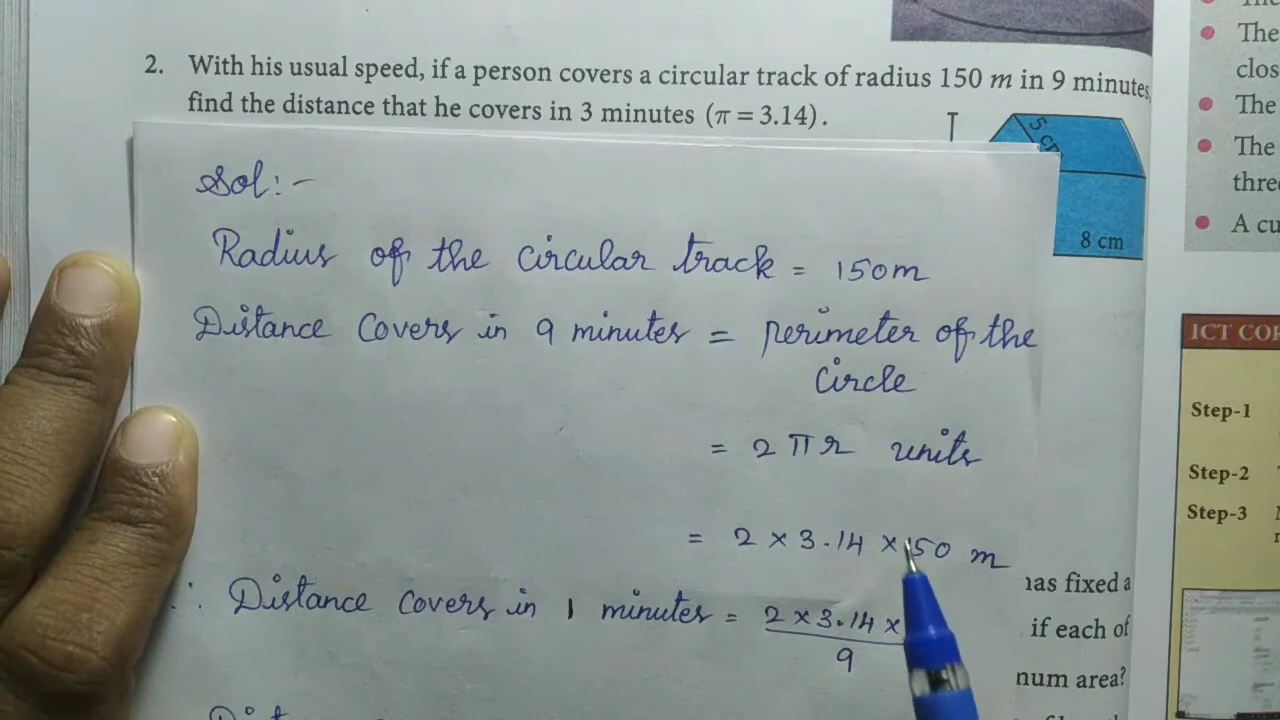 2. With his usual speed, if a person covers a circular track of radius 150 m in 9 minutes,
find the distance that he covers in 3 minutes (π = 3.14).
5 cm
8 cm
Sol:-
Radius of the circular track = 150m
Distance Covers in 9 minutes = perimeter of the
Circle
= 2πr units
= 2 × 3.14 × 150 m
∴ Distance Covers in 1 minutes = 2 × 3.14 ×
9
has fixed a
if each of
num area?
The
clos
The
The
thre
A cu
ICT COR
Step-1
Step-2
Step-3